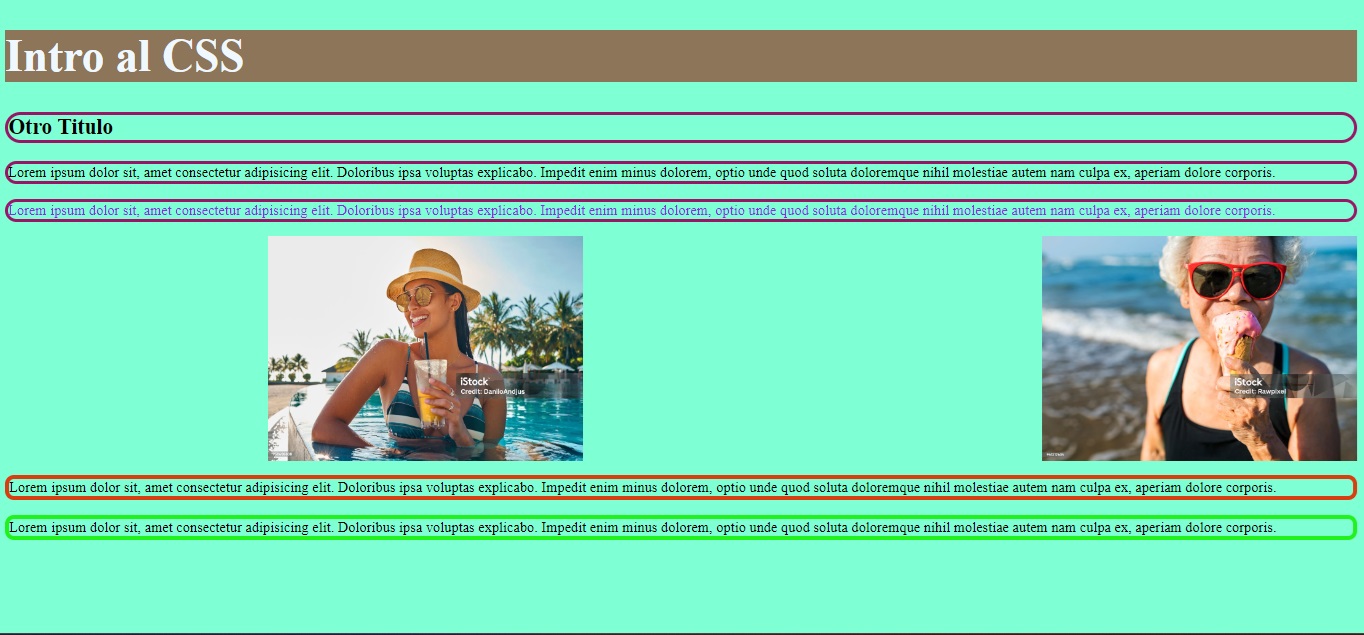 Intro al CSS
Otro Titulo
Lorem ipsum dolor sit, amet consectetur adipisicing elit. Doloribus ipsa voluptas explicabo. Impedit enim minus dolorem, optio unde quod soluta doloremque nihil molestiae autem nam culpa ex, aperiam dolore corporis.
Lorem ipsum dolor sit, amet consectetur adipisicing elit. Doloribus ipsa voluptas explicabo. Impedit enim minus dolorem, optio unde quod soluta doloremque nihil molestiae autem nam culpa ex, aperiam dolore corporis.
iStock
Credit: DaniloAndjus
iStock
Credit: Rawpixel
Lorem ipsum dolor sit, amet consectetur adipisicing elit. Doloribus ipsa voluptas explicabo. Impedit enim minus dolorem, optio unde quod soluta doloremque nihil molestiae autem nam culpa ex, aperiam dolore corporis.
Lorem ipsum dolor sit, amet consectetur adipisicing elit. Doloribus ipsa voluptas explicabo. Impedit enim minus dolorem, optio unde quod soluta doloremque nihil molestiae autem nam culpa ex, aperiam dolore corporis.